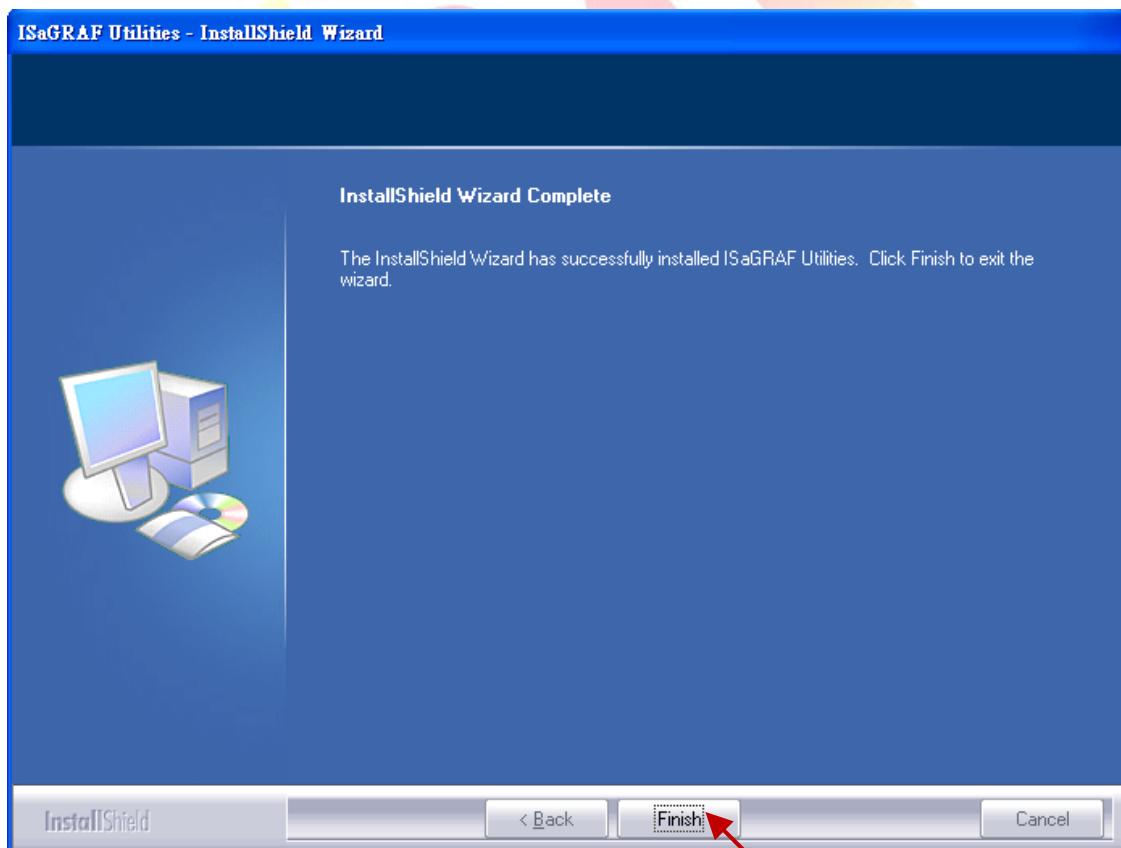 ISaGRAF Utilities - InstallShield Wizard
InstallShield Wizard Complete
The InstallShield Wizard has successfully installed ISaGRAF Utilities. Click Finish to exit the
wizard.
InstallShield
< Back
Finish
Cancel